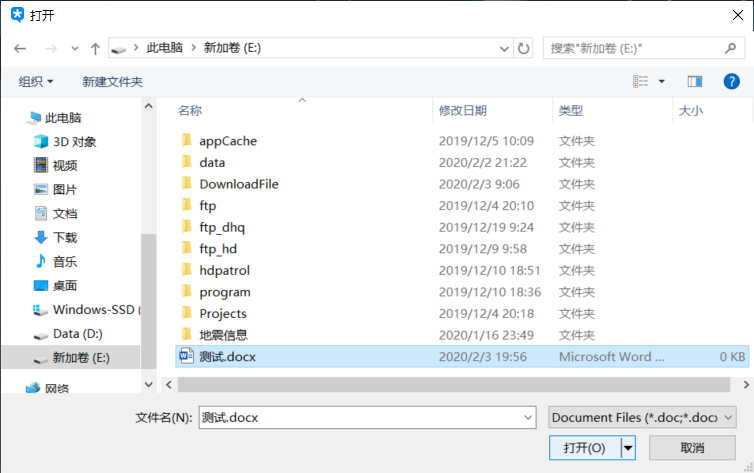 打开
此电脑 > 新加卷 (E:)
搜索"新加卷 (E:)"
组织 新建文件夹
名称 修改日期 类型 大小
此电脑
3D 对象
视频
图片
文档
下载
音乐
桌面
Windows-SSD (
Data (D:)
新加卷 (E:)
网络
appCache 2019/12/5 10:09 文件夹
data 2020/2/2 21:22 文件夹
DownloadFile 2020/2/3 9:06 文件夹
ftp 2019/12/4 20:10 文件夹
ftp_dhq 2019/12/19 9:24 文件夹
ftp_hd 2019/12/9 9:58 文件夹
hdpatrol 2019/12/10 18:51 文件夹
program 2019/12/10 18:36 文件夹
Projects 2019/12/4 20:18 文件夹
地震信息 2020/1/16 23:49 文件夹
测试.docx 2020/2/3 19:56 Microsoft Word ... 0 KB
文件名(N): 测试.docx Document Files (*.doc;*.docx
打开(O) 取消